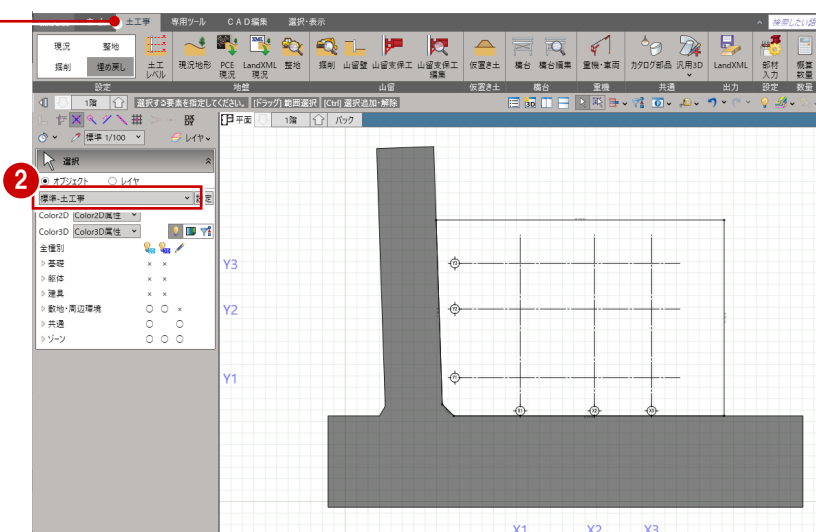 土工事 専用ツール CAD編集 選択・表示
現況 整地 掘削 埋め戻し
土工レベル 現況地形 PCE現況 LandXML現況 整地 掘削 山留壁 山留支保工 山留支保工編集 仮置き土 構台 構台編集 重機・車両 カタログ部品 汎用3D LandXML 部材入力 概算数量
設定 地盤 山留 仮置き土 構台 重機 共通 出力 設定 数量
1階 選択する要素を指定してください。 [ドラッグ] 範囲選択 [Ctrl] 選択追加・解除
平面 1階 パック
標準 1/100 レイヤ
選択
オブジェクト レイヤ
2
標準-土工事
Color2D Color2D属性
Color3D Color3D属性
全種別
基礎 × ×
躯体 × ×
建具 × ×
敷地・周辺環境 ○ ○ ×
共通 ○ ○
ゾーン ○ ○ ○
Y3
Y2
Y1
X1 X2 X3